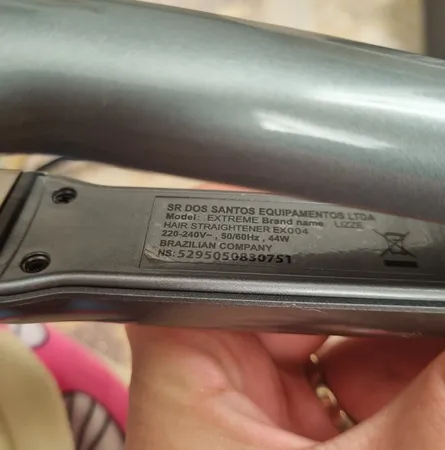 SR DOS SANTOS EQUIPAMENTOS LTDA
Model: EXTREME Brand name: LIZZE
HAIR STRAIGHTENER EX004
220-240V~, 50/60Hz, 44W
BRAZILIAN COMPANY
NS: 5295050830751